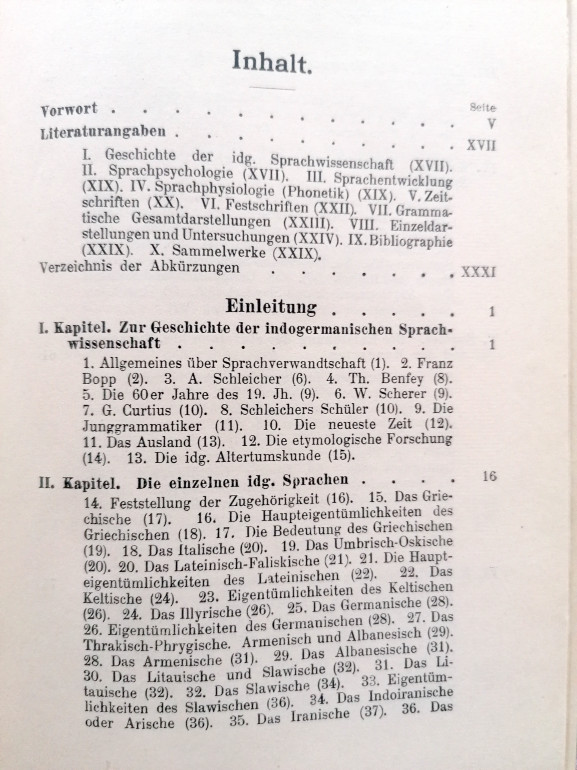 Inhalt.
Seite
Vorwort . . . . . . . . . . . . V
Literaturangaben . . . . . . . . . XVII
I. Geschichte der idg. Sprachwissenschaft (XVII).
II. Sprachpsychologie (XVII). III. Sprachentwicklung
(XIX). IV. Sprachphysiologie (Phonetik) (XIX). V. Zeit-
schriften (XX). VI. Festschriften (XXII). VII. Gramma-
tische Gesamtdarstellungen (XXIII). VIII. Einzeldar-
stellungen und Untersuchungen (XXIV). IX. Bibliographie
(XXIX). X. Sammelwerke (XXIX).
Verzeichnis der Abkürzungen . . . . . . XXXI
Einleitung . . . . . 1
I. Kapitel. Zur Geschichte der indogermanischen Sprach-
wissenschaft . . . . . . . . . . 1
1. Allgemeines über Sprachverwandtschaft (1). 2. Franz
Bopp (2). 3. A. Schleicher (6). 4. Th. Benfey (8).
5. Die 60er Jahre des 19. Jh. (9). 6. W. Scherer (9).
7. G. Curtius (10). 8. Schleichers Schüler (10). 9. Die
Junggrammatiker (11). 10. Die neueste Zeit (12).
11. Das Ausland (13). 12. Die etymologische Forschung
(14). 13. Die idg. Altertumskunde (15).
II. Kapitel. Die einzelnen idg. Sprachen . . . . 16
14. Feststellung der Zugehörigkeit (16). 15. Das Grie-
chische (17). 16. Die Haupteigentümlichkeiten des
Griechischen (18). 17. Die Bedeutung des Griechischen
(19). 18. Das Italische (20). 19. Das Umbrisch-Oskische
(20). 20. Das Lateinisch-Faliskische (21). 21. Die Haupt-
eigentümlichkeiten des Lateinischen (22). 22. Das
Keltische (24). 23. Eigentümlichkeiten des Keltischen
(26). 24. Das Illyrische (26). 25. Das Germanische (28).
26. Eigentümlichkeiten des Germanischen (28). 27. Das
Thrakisch-Phrygische. Armenisch und Albanesisch (29).
28. Das Armenische (31). 29. Das Albanesische (31).
30. Das Litauische und Slawische (32). 31. Das Li-
tauische (32). 32. Das Slawische (34). 33. Eigentüm-
lichkeiten des Slawischen (36). 34. Das Indoiranische
oder Arische (36). 35. Das Iranische (37). 36. Das